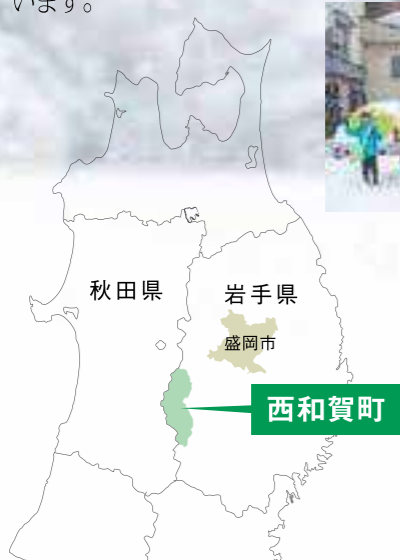 います。
秋田県
岩手県
盛岡市
西和賀町